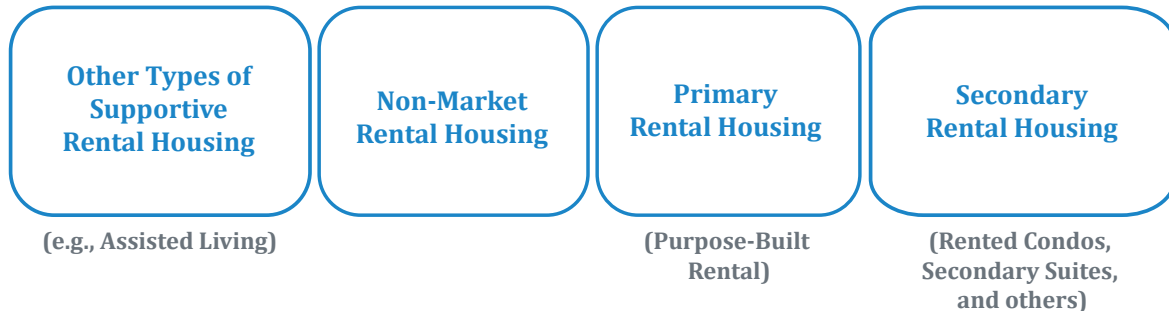 Other Types of
Supportive
Rental Housing
(e.g., Assisted Living)
Non-Market
Rental Housing
Primary
Rental Housing
(Purpose-Built
Rental)
Secondary
Rental Housing
(Rented Condos,
Secondary Suites,
and others)